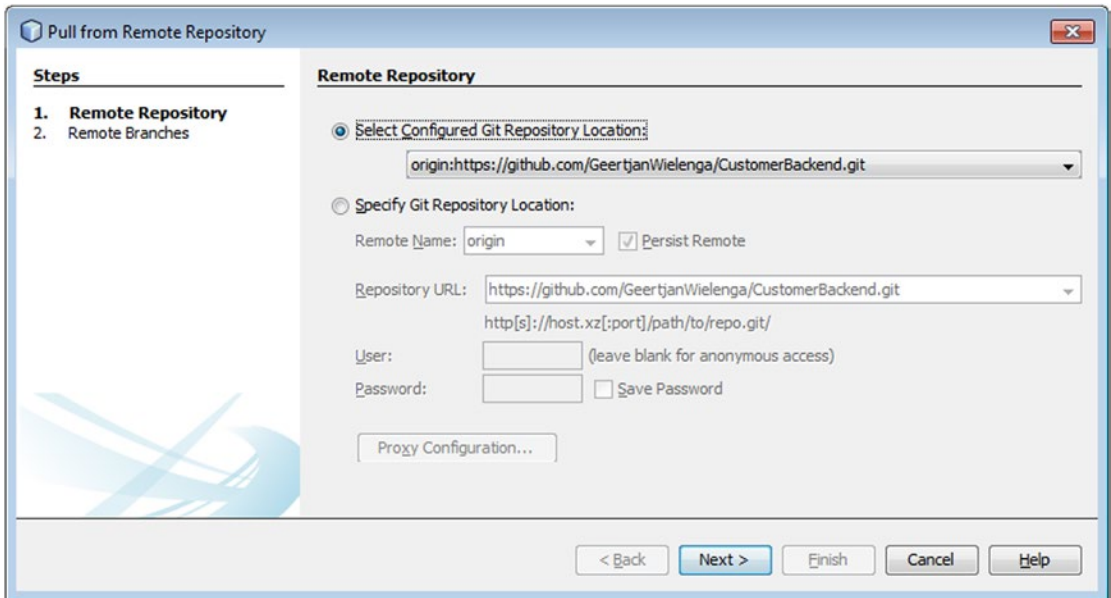 Pull from Remote Repository
Steps
1. Remote Repository
2. Remote Branches
Remote Repository
Select Configured Git Repository Location:
origin:https://github.com/GeertjanWielenga/CustomerBackend.git
Specify Git Repository Location:
Remote Name: origin Persist Remote
Repository URL: https://github.com/GeertjanWielenga/CustomerBackend.git
http[s]://host.xz[:port]/path/to/repo.git/
User: (leave blank for anonymous access)
Password: Save Password
Proxy Configuration...
< Back Next > Finish Cancel Help